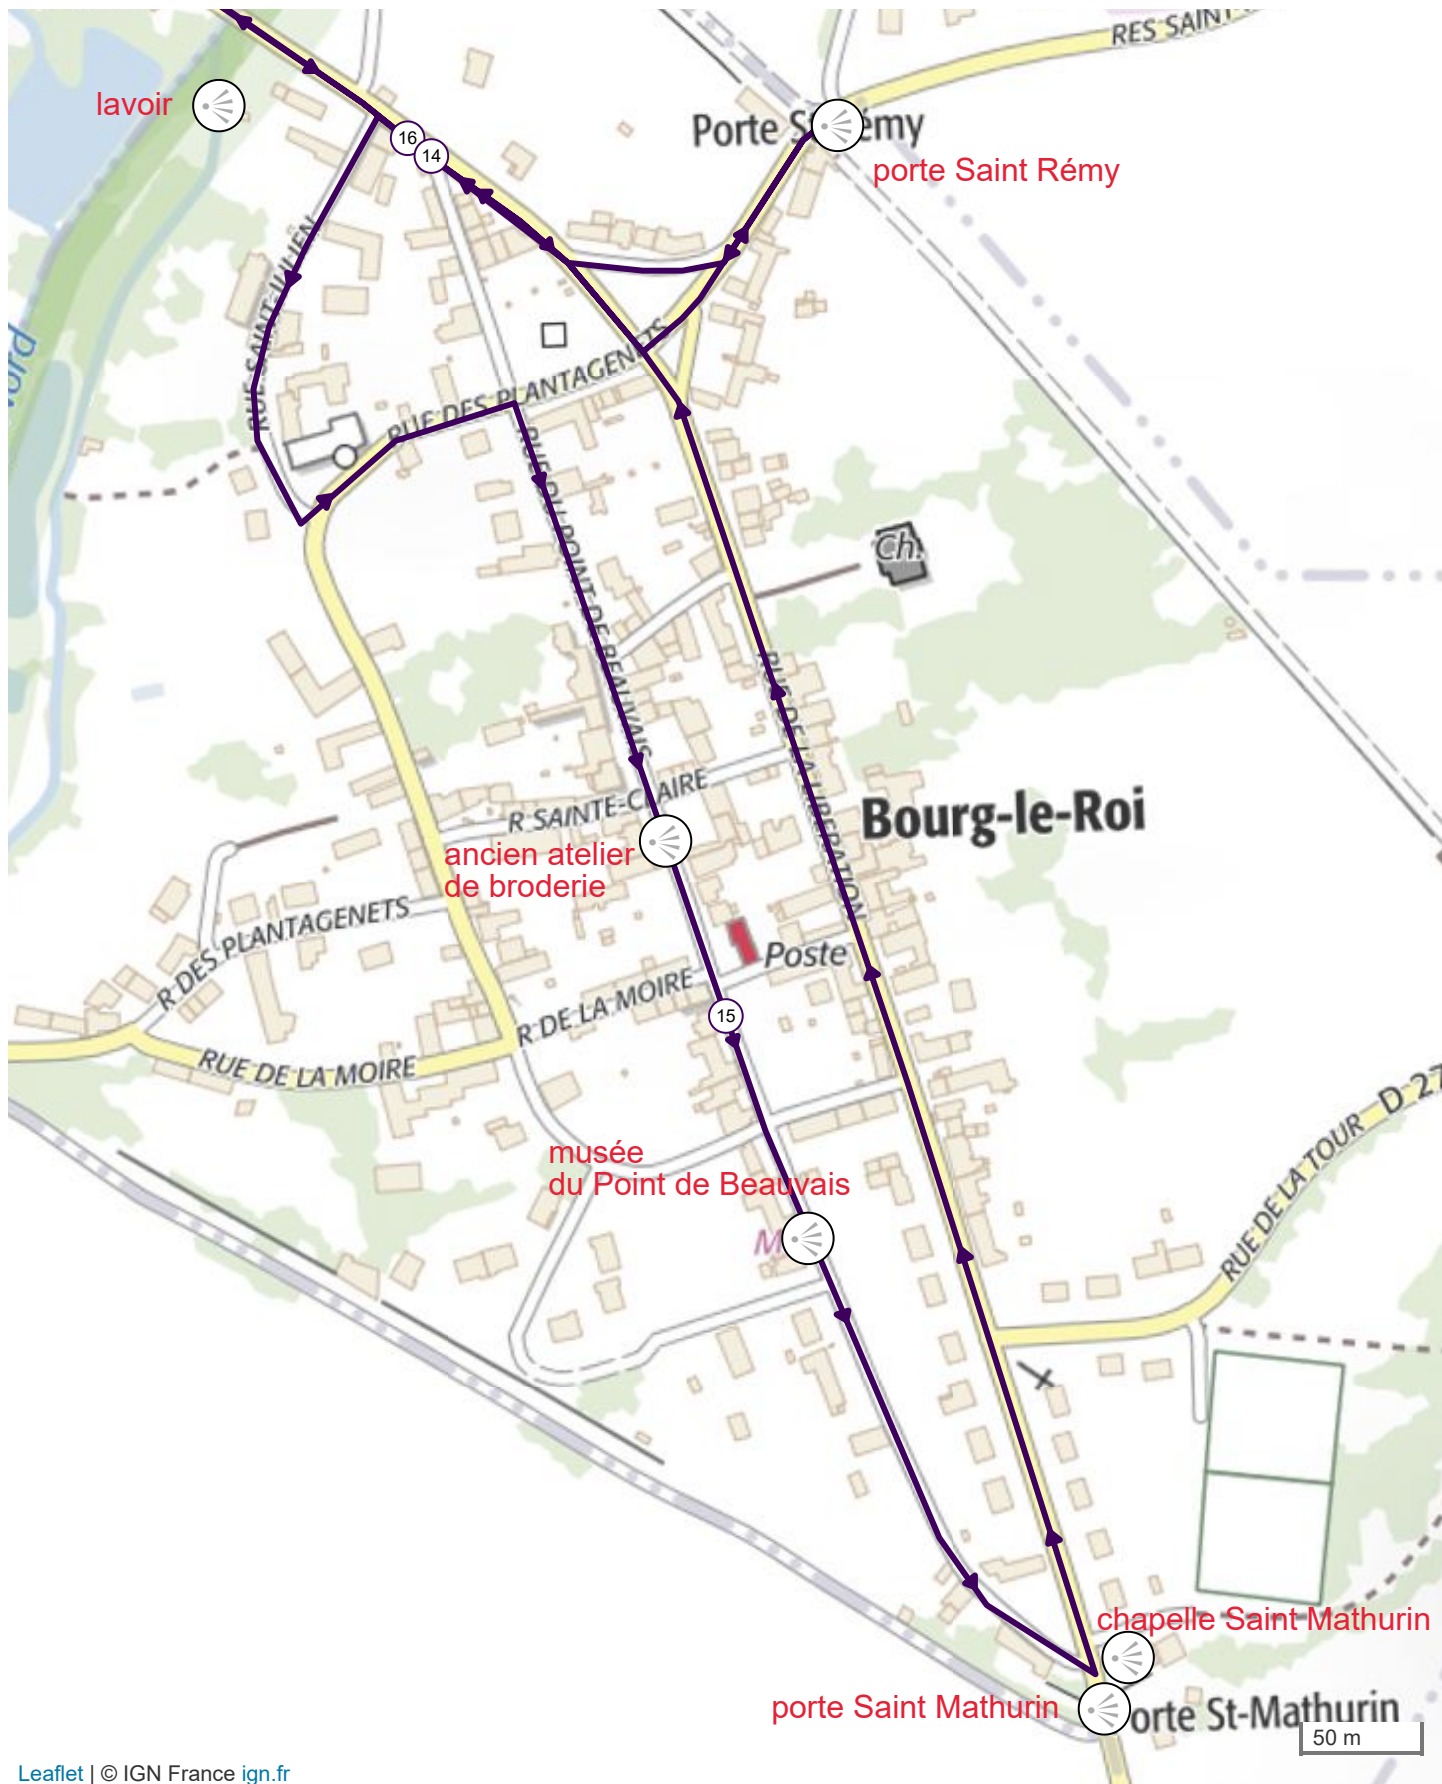 RES SAINT
lavoir
Porte St-Rémy
16
14
porte Saint Rémy
RUE SAINT-JULIEN
RUE DES PLANTAGENETS
RUE DU POINT DE BEAUVAIS
Ch.
RUE DE LA LIBERATION
R SAINTE-CLAIRE
Bourg-le-Roi
ancien atelier
de broderie
R DES PLANTAGENETS
Poste
R DE LA MOIRE
15
RUE DE LA MOIRE
D 27
RUE DE LA TOUR
musée
du Point de Beauvais
M
chapelle Saint Mathurin
porte Saint Mathurin
orte St-Mathurin
50 m
Leaflet | © IGN France ign.fr